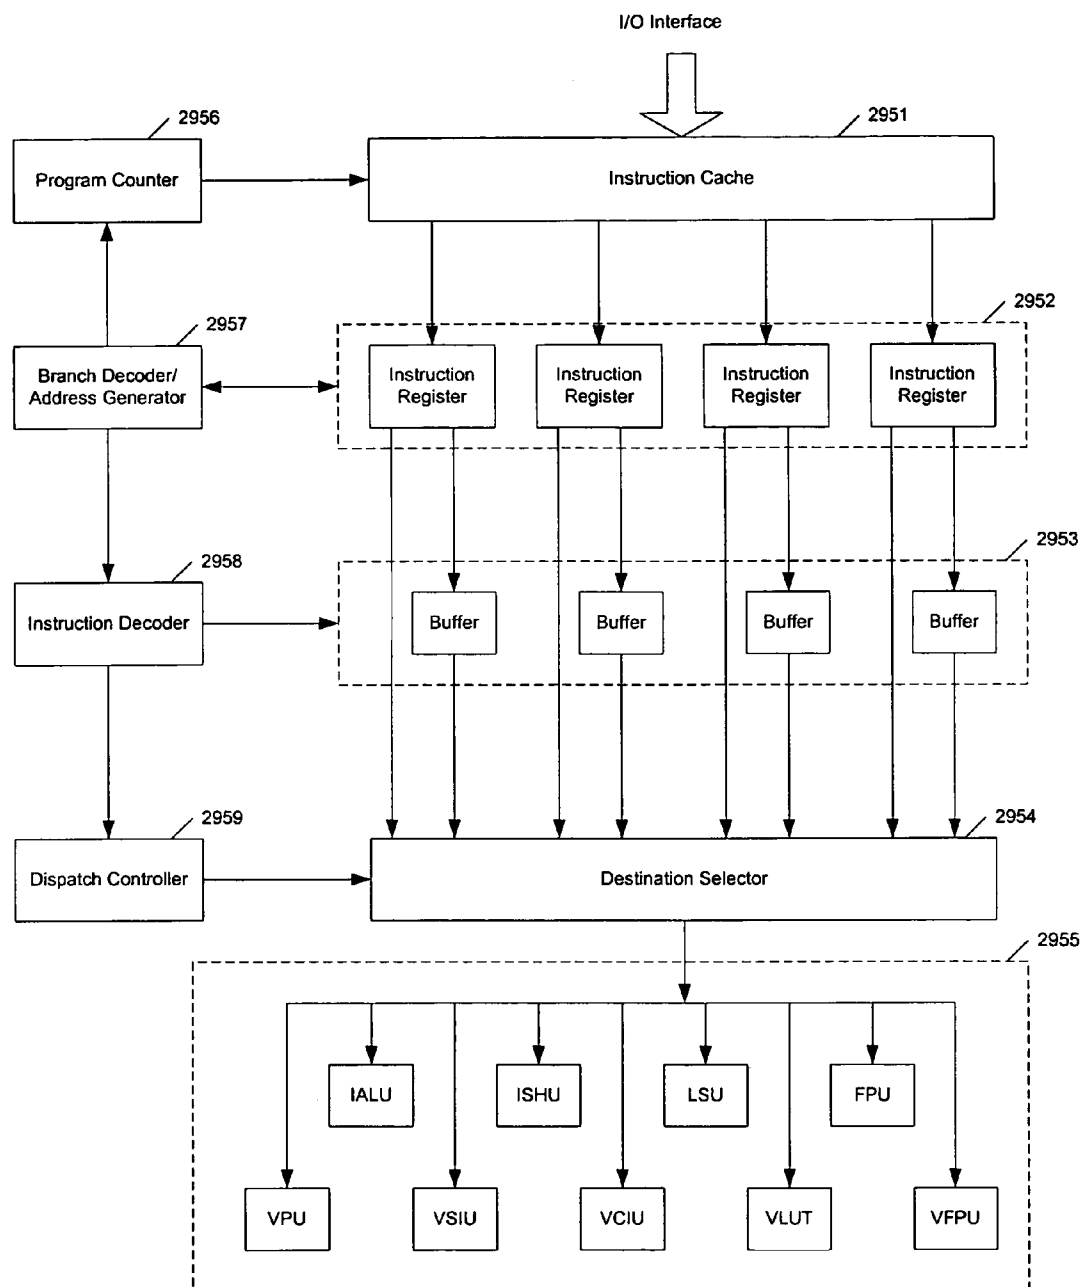 I/O Interface
2956
2951
Program Counter
Instruction Cache
2952
2957
Branch Decoder/
Address Generator
Instruction
Register
Instruction
Register
Instruction
Register
Instruction
Register
2953
2958
Instruction Decoder
Buffer
Buffer
Buffer
Buffer
2959
2954
Dispatch Controller
Destination Selector
2955
IALU
ISHU
LSU
FPU
VPU
VSIU
VCIU
VLUT
VFPU